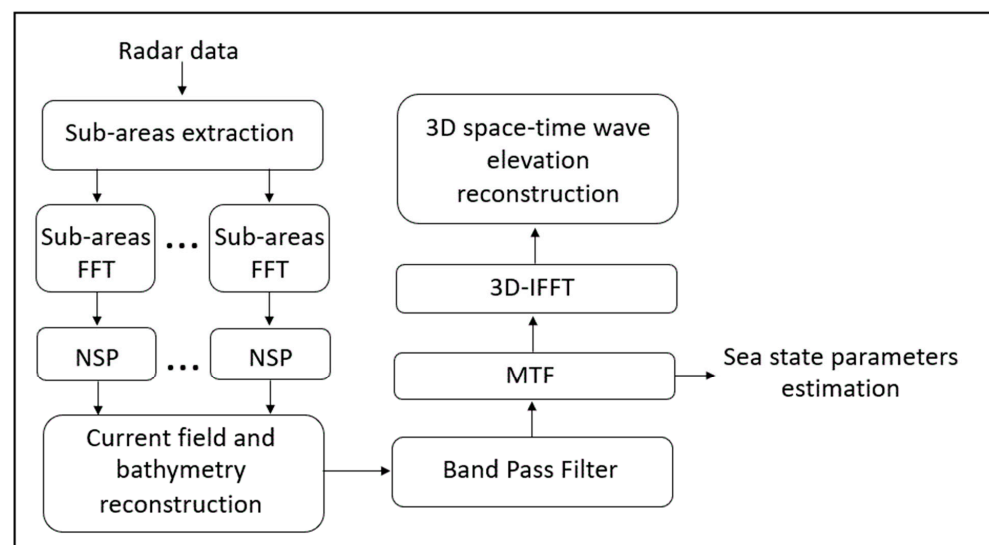 Radar data
Sub-areas extraction
Sub-areas
FFT
...
Sub-areas
FFT
NSP
...
NSP
Current field and
bathymetry
reconstruction
Band Pass Filter
MTF
Sea state parameters
estimation
3D-IFFT
3D space-time wave
elevation
reconstruction